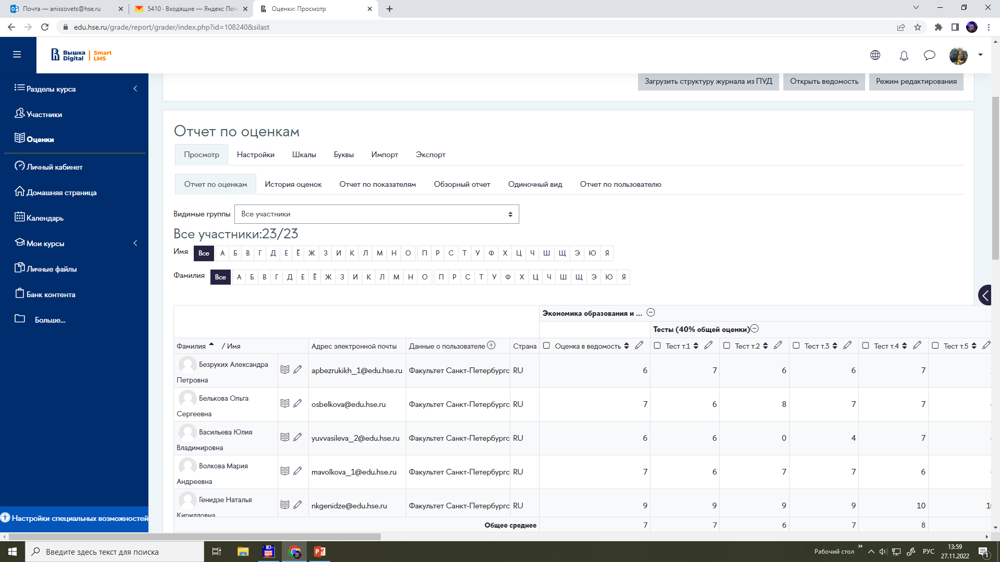 Почта — anissovets@hse.ru
5410 · Входящие — Яндекс Поч
Оценки: Просмотр
edu.hse.ru/grade/report/grader/index.php?id=108240&silast
Вышка Digital | Smart LMS
Загрузить структуру журнала из ПУД Открыть ведомость Режим редактирования
Разделы курса
Участники
Оценки
Личный кабинет
Домашняя страница
Календарь
Мои курсы
Личные файлы
Банк контента
Больше...
Настройки специальных возможностей
Отчет по оценкам
Просмотр Настройки Шкалы Буквы Импорт Экспорт
Отчет по оценкам История оценок Отчет по показателям Обзорный отчет Одиночный вид Отчет по пользователю
Видимые группы Все участники
Все участники:23/23
Имя Все А Б В Г Д Е Ё Ж З И К Л М Н О П Р С Т У Ф Х Ц Ч Ш Щ Э Ю Я
Фамилия Все А Б В Г Д Е Ё Ж З И К Л М Н О П Р С Т У Ф Х Ц Ч Ш Щ Э Ю Я
Экономика образования и ...
Тесты (40% общей оценки)
Фамилия / Имя Адрес электронной почты Данные о пользователе Страна Оценка в ведомость Тест т.1 Тест т.2 Тест т.3 Тест т.4 Тест т.5
Безруких Александра
Петровна
apbezrukikh_1@edu.hse.ru Факультет Санкт-Петербургс RU 6 7 6 6 7
Белькова Ольга
Сергеевна
osbelkova@edu.hse.ru Факультет Санкт-Петербургс RU 7 6 8 7 7
Васильева Юлия
Владимировна
yuvvasileva_2@edu.hse.ru Факультет Санкт-Петербургс RU 6 6 0 4 7
Волкова Мария
Андреевна
mavolkova_1@edu.hse.ru Факультет Санкт-Петербургс RU 7 6 7 7 6
Генидзе Наталья
Кирилловна
nkgenidze@edu.hse.ru Факультет Санкт-Петербургс RU 9 9 9 9 10
Общее среднее 7 7 6 7 8
Введите здесь текст для поиска
Рабочий стол
РУС
13:59
27.11.2022
1